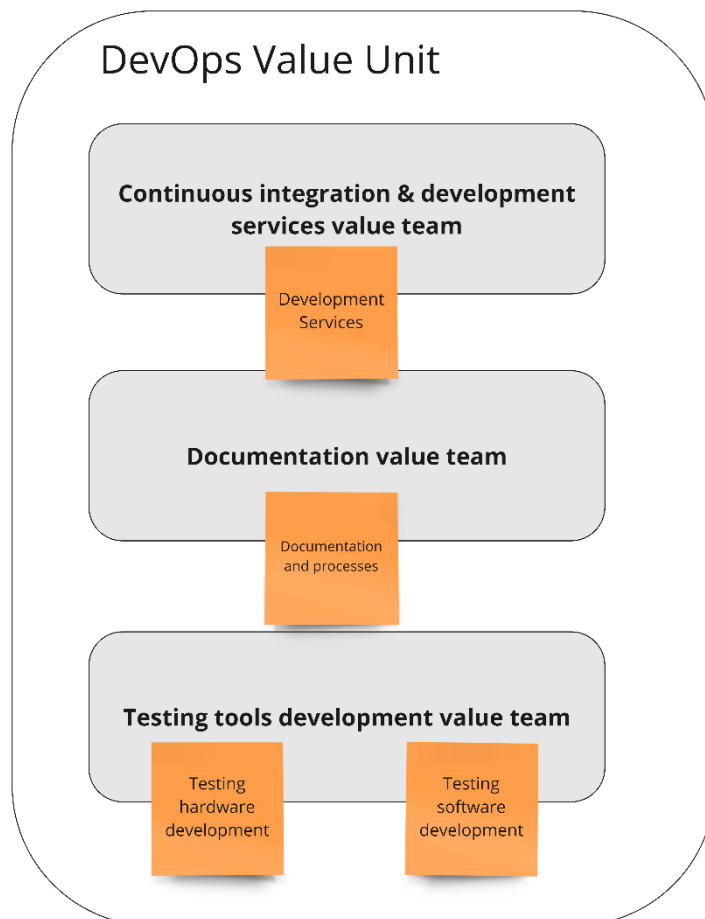 DevOps Value Unit
Continuous integration & development
services value team
Development
Services
Documentation value team
Documentation
and processes
Testing tools development value team
Testing
hardware
development
Testing
software
development